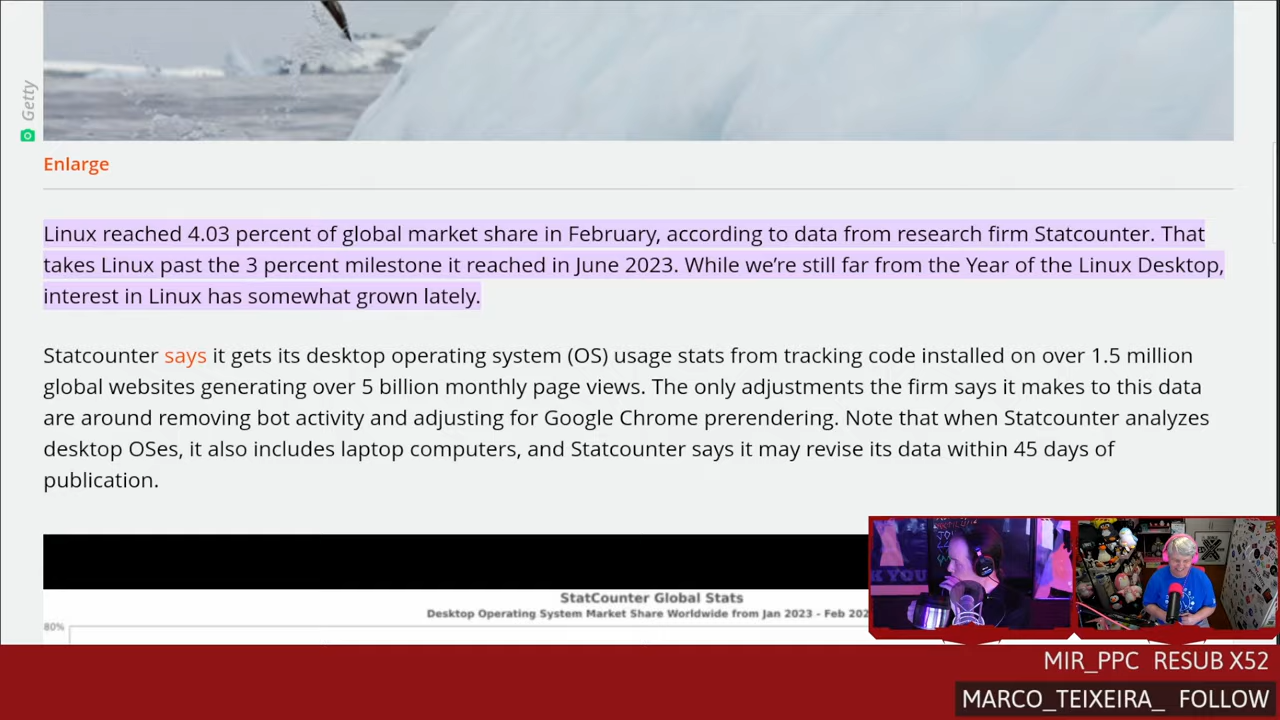 Getty
Enlarge
Linux reached 4.03 percent of global market share in February, according to data from research firm Statcounter. That
takes Linux past the 3 percent milestone it reached in June 2023. While we’re still far from the Year of the Linux Desktop,
interest in Linux has somewhat grown lately.
Statcounter says it gets its desktop operating system (OS) usage stats from tracking code installed on over 1.5 million
global websites generating over 5 billion monthly page views. The only adjustments the firm says it makes to this data
are around removing bot activity and adjusting for Google Chrome prerendering. Note that when Statcounter analyzes
desktop OSes, it also includes laptop computers, and Statcounter says it may revise its data within 45 days of
publication.
StatCounter Global Stats
Desktop Operating System Market Share Worldwide from Jan 2023 - Feb 202
80%
K YOU
MIR_PPC RESUB X52
MARCO_TEIXEIRA_ FOLLOW